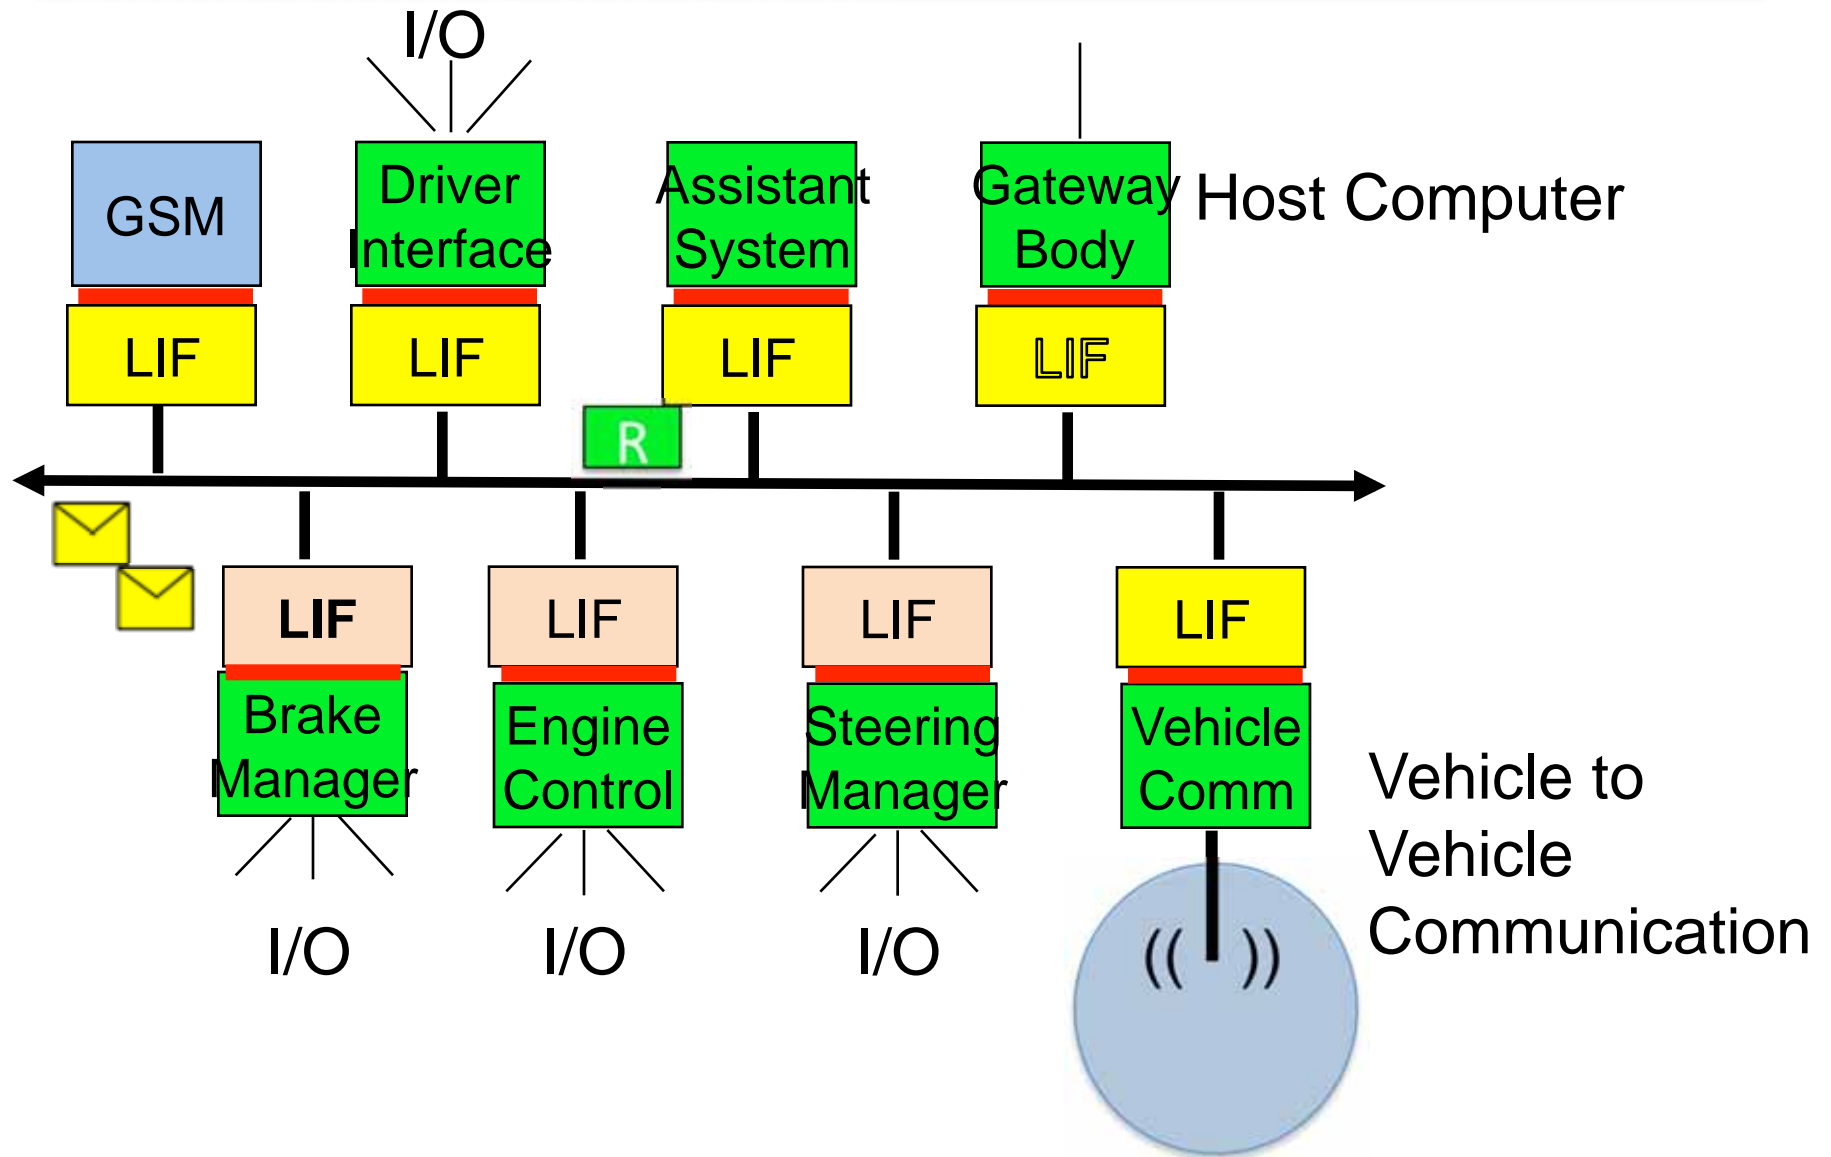 I/O
GSM
Driver
Interface
Assistant
System
Gateway
Body
Host Computer
LIF
LIF
LIF
LIF
R
LIF
LIF
LIF
LIF
Brake
Manager
Engine
Control
Steering
Manager
Vehicle
Comm
Vehicle to
Vehicle
Communication
I/O
I/O
I/O
(( ))